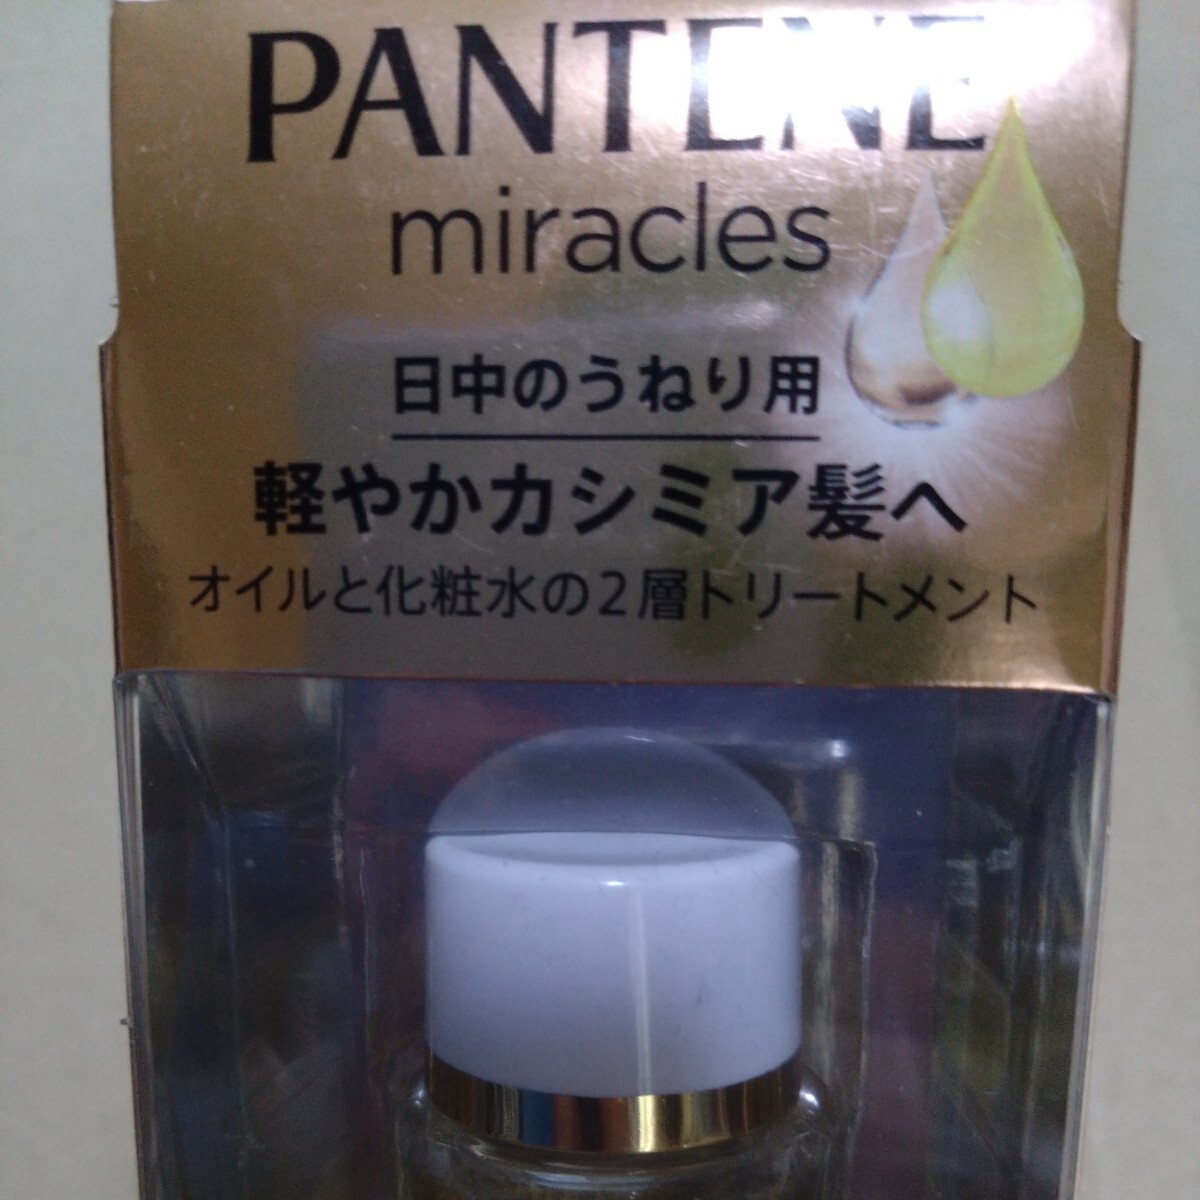 PANTENE
miracles
日中のうねり用
軽やかカシミア髪へ
オイルと化粧水の2層トリートメント